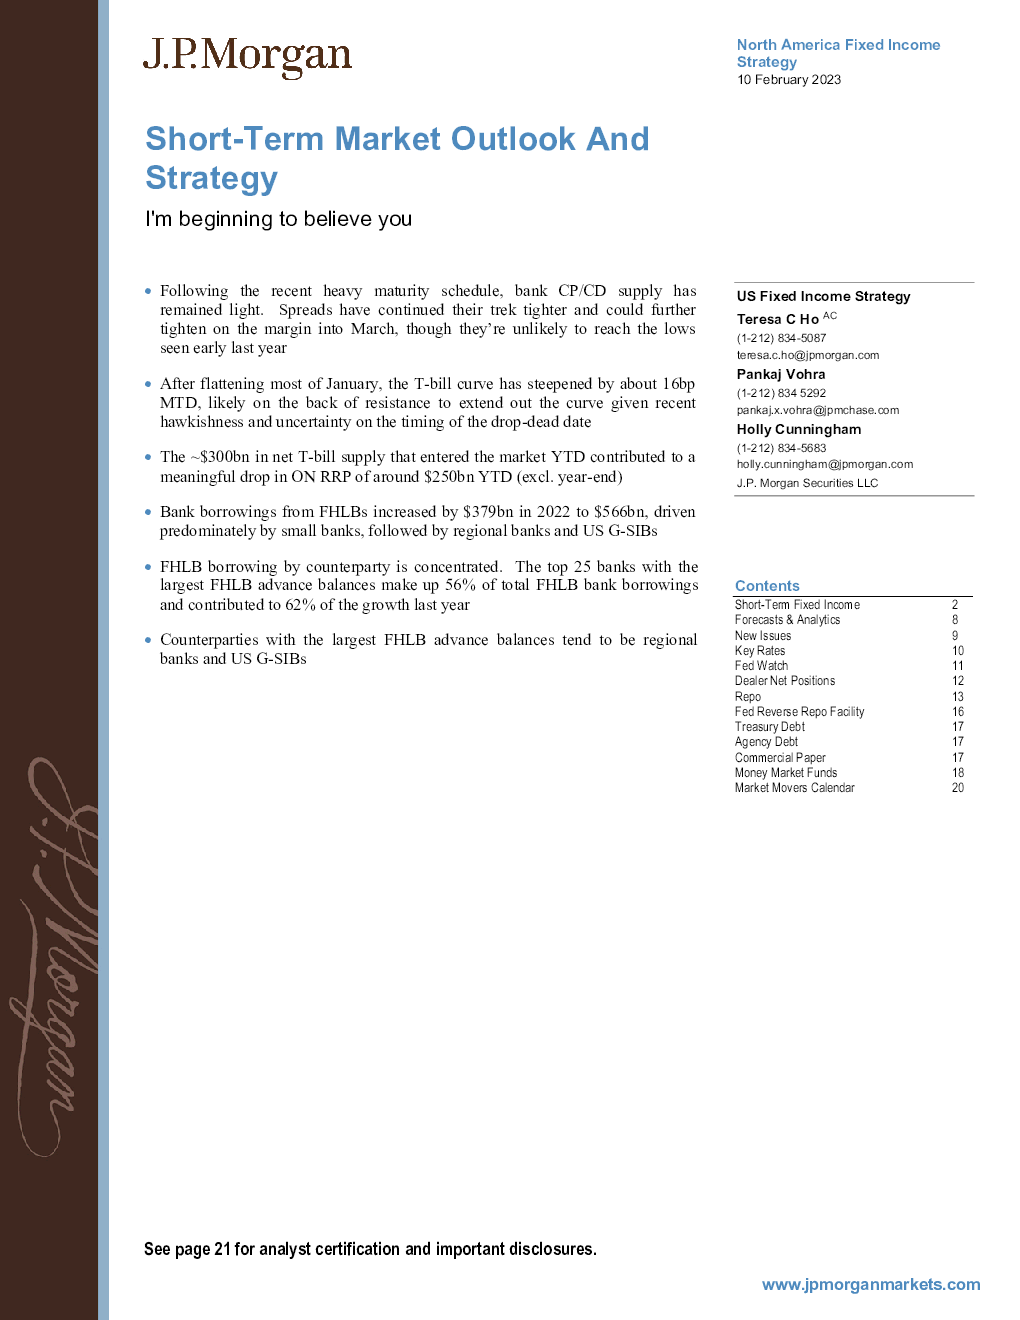 J.P.Morgan
North America Fixed Income
Strategy
10 February 2023
Short-Term Market Outlook And
Strategy
I'm beginning to believe you
• Following the recent heavy maturity schedule, bank CP/CD supply has
remained light. Spreads have continued their trek tighter and could further
tighten on the margin into March, though they're unlikely to reach the lows
seen early last year
• After flattening most of January, the T-bill curve has steepened by about 16bp
MTD, likely on the back of resistance to extend out the curve given recent
hawkishness and uncertainty on the timing of the drop-dead date
• The ~$300bn in net T-bill supply that entered the market YTD contributed to a
meaningful drop in ON RRP of around $250bn YTD (excl. year-end)
• Bank borrowings from FHLBs increased by $379bn in 2022 to $566bn, driven
predominately by small banks, followed by regional banks and US G-SIBs
• FHLB borrowing by counterparty is concentrated. The top 25 banks with the
largest FHLB advance balances make up 56% of total FHLB bank borrowings
and contributed to 62% of the growth last year
• Counterparties with the largest FHLB advance balances tend to be regional
banks and US G-SIBs
US Fixed Income Strategy
Teresa C Ho AC
(1-212) 834-5087
teresa.c.ho@jpmorgan.com
Pankaj Vohra
(1-212) 834 5292
pankaj.x.vohra@jpmchase.com
Holly Cunningham
(1-212) 834-5683
holly.cunningham@jpmorgan.com
J.P. Morgan Securities LLC
Contents
Short-Term Fixed Income 2
Forecasts & Analytics 8
New Issues 9
Key Rates 10
Fed Watch 11
Dealer Net Positions 12
Repo 13
Fed Reverse Repo Facility 16
Treasury Debt 17
Agency Debt 17
Commercial Paper 17
Money Market Funds 18
Market Movers Calendar 20
J.P. Morgan
See page 21 for analyst certification and important disclosures.
www.jpmorganmarkets.com